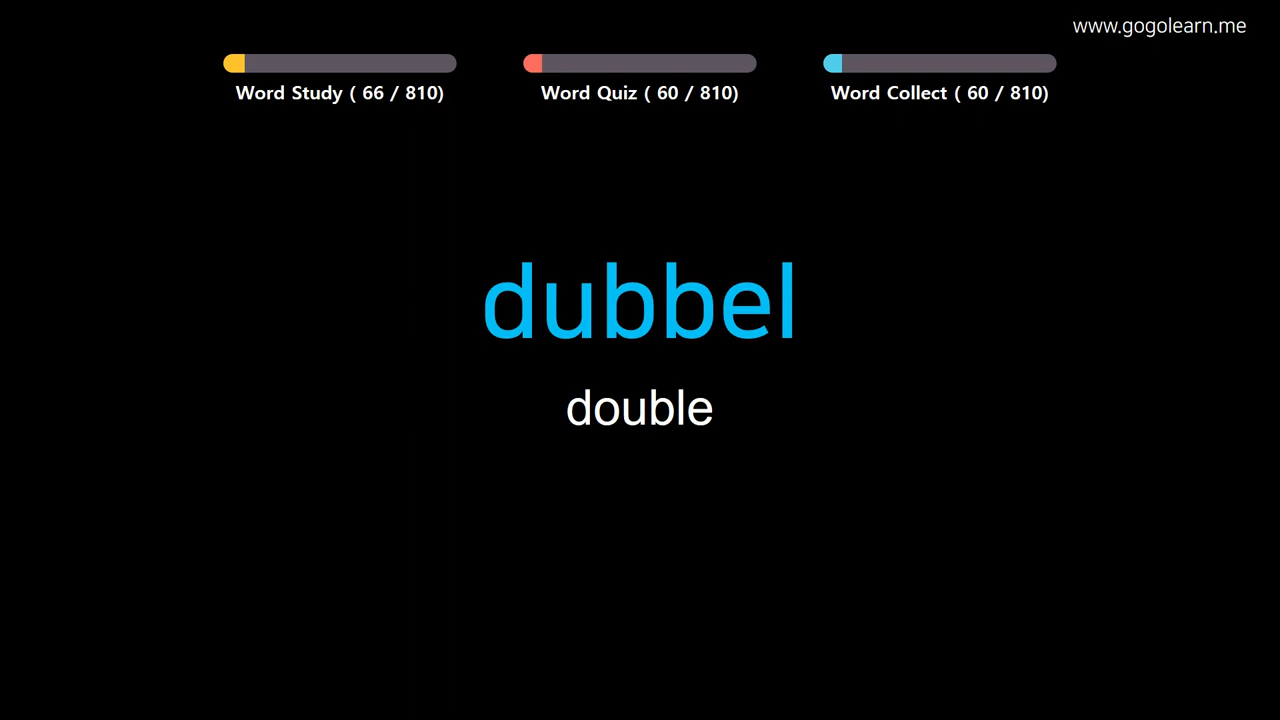 www.gogolearn.me
Word Study ( 66 / 810)
Word Quiz ( 60 / 810)
Word Collect ( 60 / 810)
dubbel
double